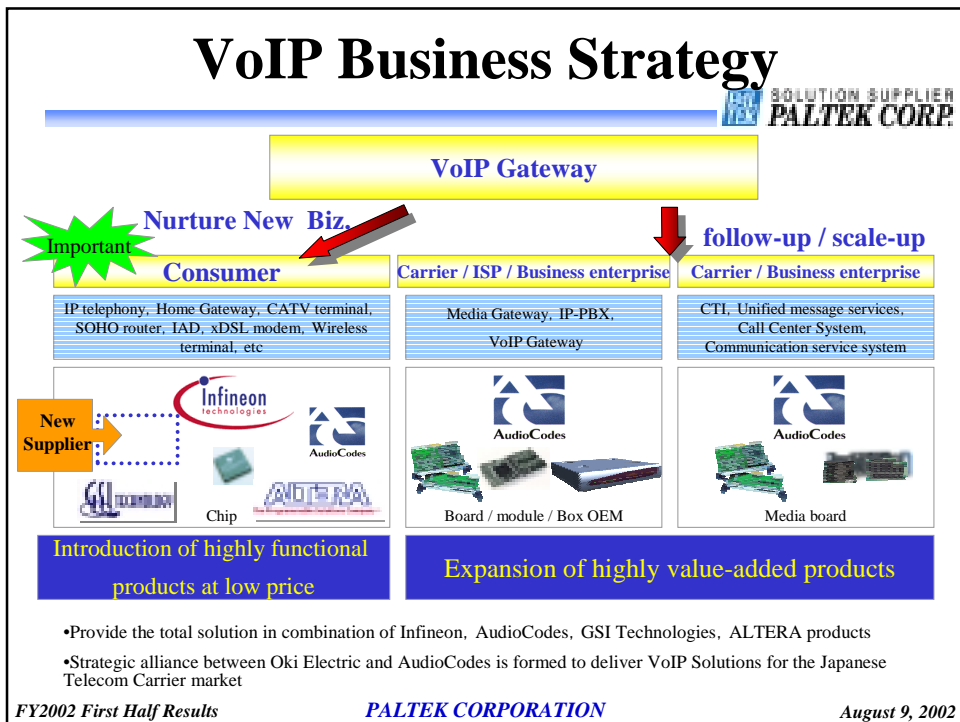 VoIP Business Strategy
SOLUTION SUPPLIER
PALTEK CORP.
VoIP Gateway
Nurture New Biz.
follow-up / scale-up
Important
Consumer
Carrier / ISP / Business enterprise
Carrier / Business enterprise
IP telephony, Home Gateway, CATV terminal,
SOHO router, IAD, xDSL modem, Wireless
terminal, etc
Media Gateway, IP-PBX,
VoIP Gateway
CTI, Unified message services,
Call Center System,
Communication service system
New
Supplier
Infineon
technologies
AudioCodes
GSI TECHNOLOGY
Chip
ALTERA
AudioCodes
Board / module / Box OEM
AudioCodes
Media board
Introduction of highly functional
products at low price
Expansion of highly value-added products
•Provide the total solution in combination of Infineon, AudioCodes, GSI Technologies, ALTERA products
•Strategic alliance between Oki Electric and AudioCodes is formed to deliver VoIP Solutions for the Japanese
Telecom Carrier market
FY2002 First Half Results
PALTEK CORPORATION
August 9, 2002